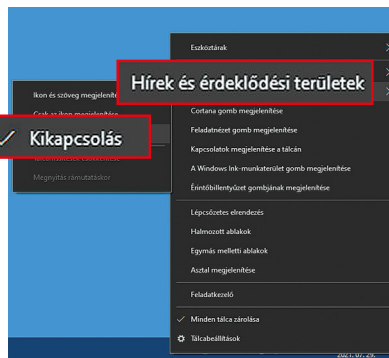 Eszköztárak
Hírek és érdeklődési területek
Ikon és szöveg megjelenítése
Csak az ikon megjelenítése
Kikapcsolás
Megnyitás rámutatáskor
Cortana gomb megjelenítése
Feladatnézet gomb megjelenítése
Kapcsolatok megjelenítése a tálcán
A Windows Ink-munkaterület gomb megjelenítése
Érintőbillentyűzet gombjának megjelenítése
Lépcsőzetes elrendezés
Halmozott ablakok
Egymás melletti ablakok
Asztal megjelenítése
Feladatkezelő
Minden tálca zárolása
Tálcabeállítások
2021. 07. 29.